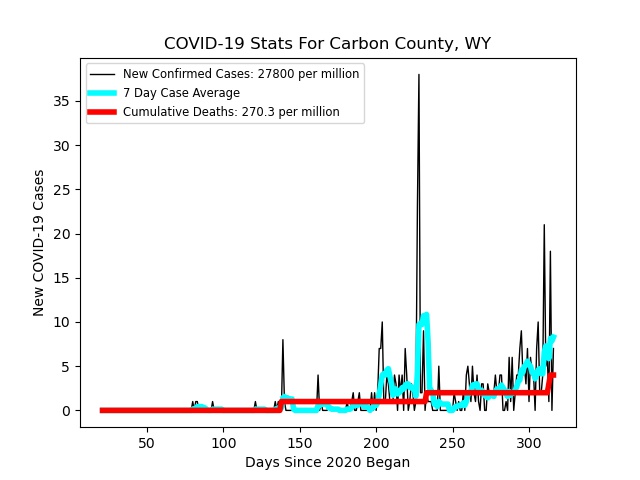 COVID-19 Stats For Carbon County, WY
New Confirmed Cases: 27800 per million
7 Day Case Average
Cumulative Deaths: 270.3 per million
New COVID-19 Cases
35
30
25
20
15
10
5
0
50 100 150 200 250 300
Days Since 2020 Began